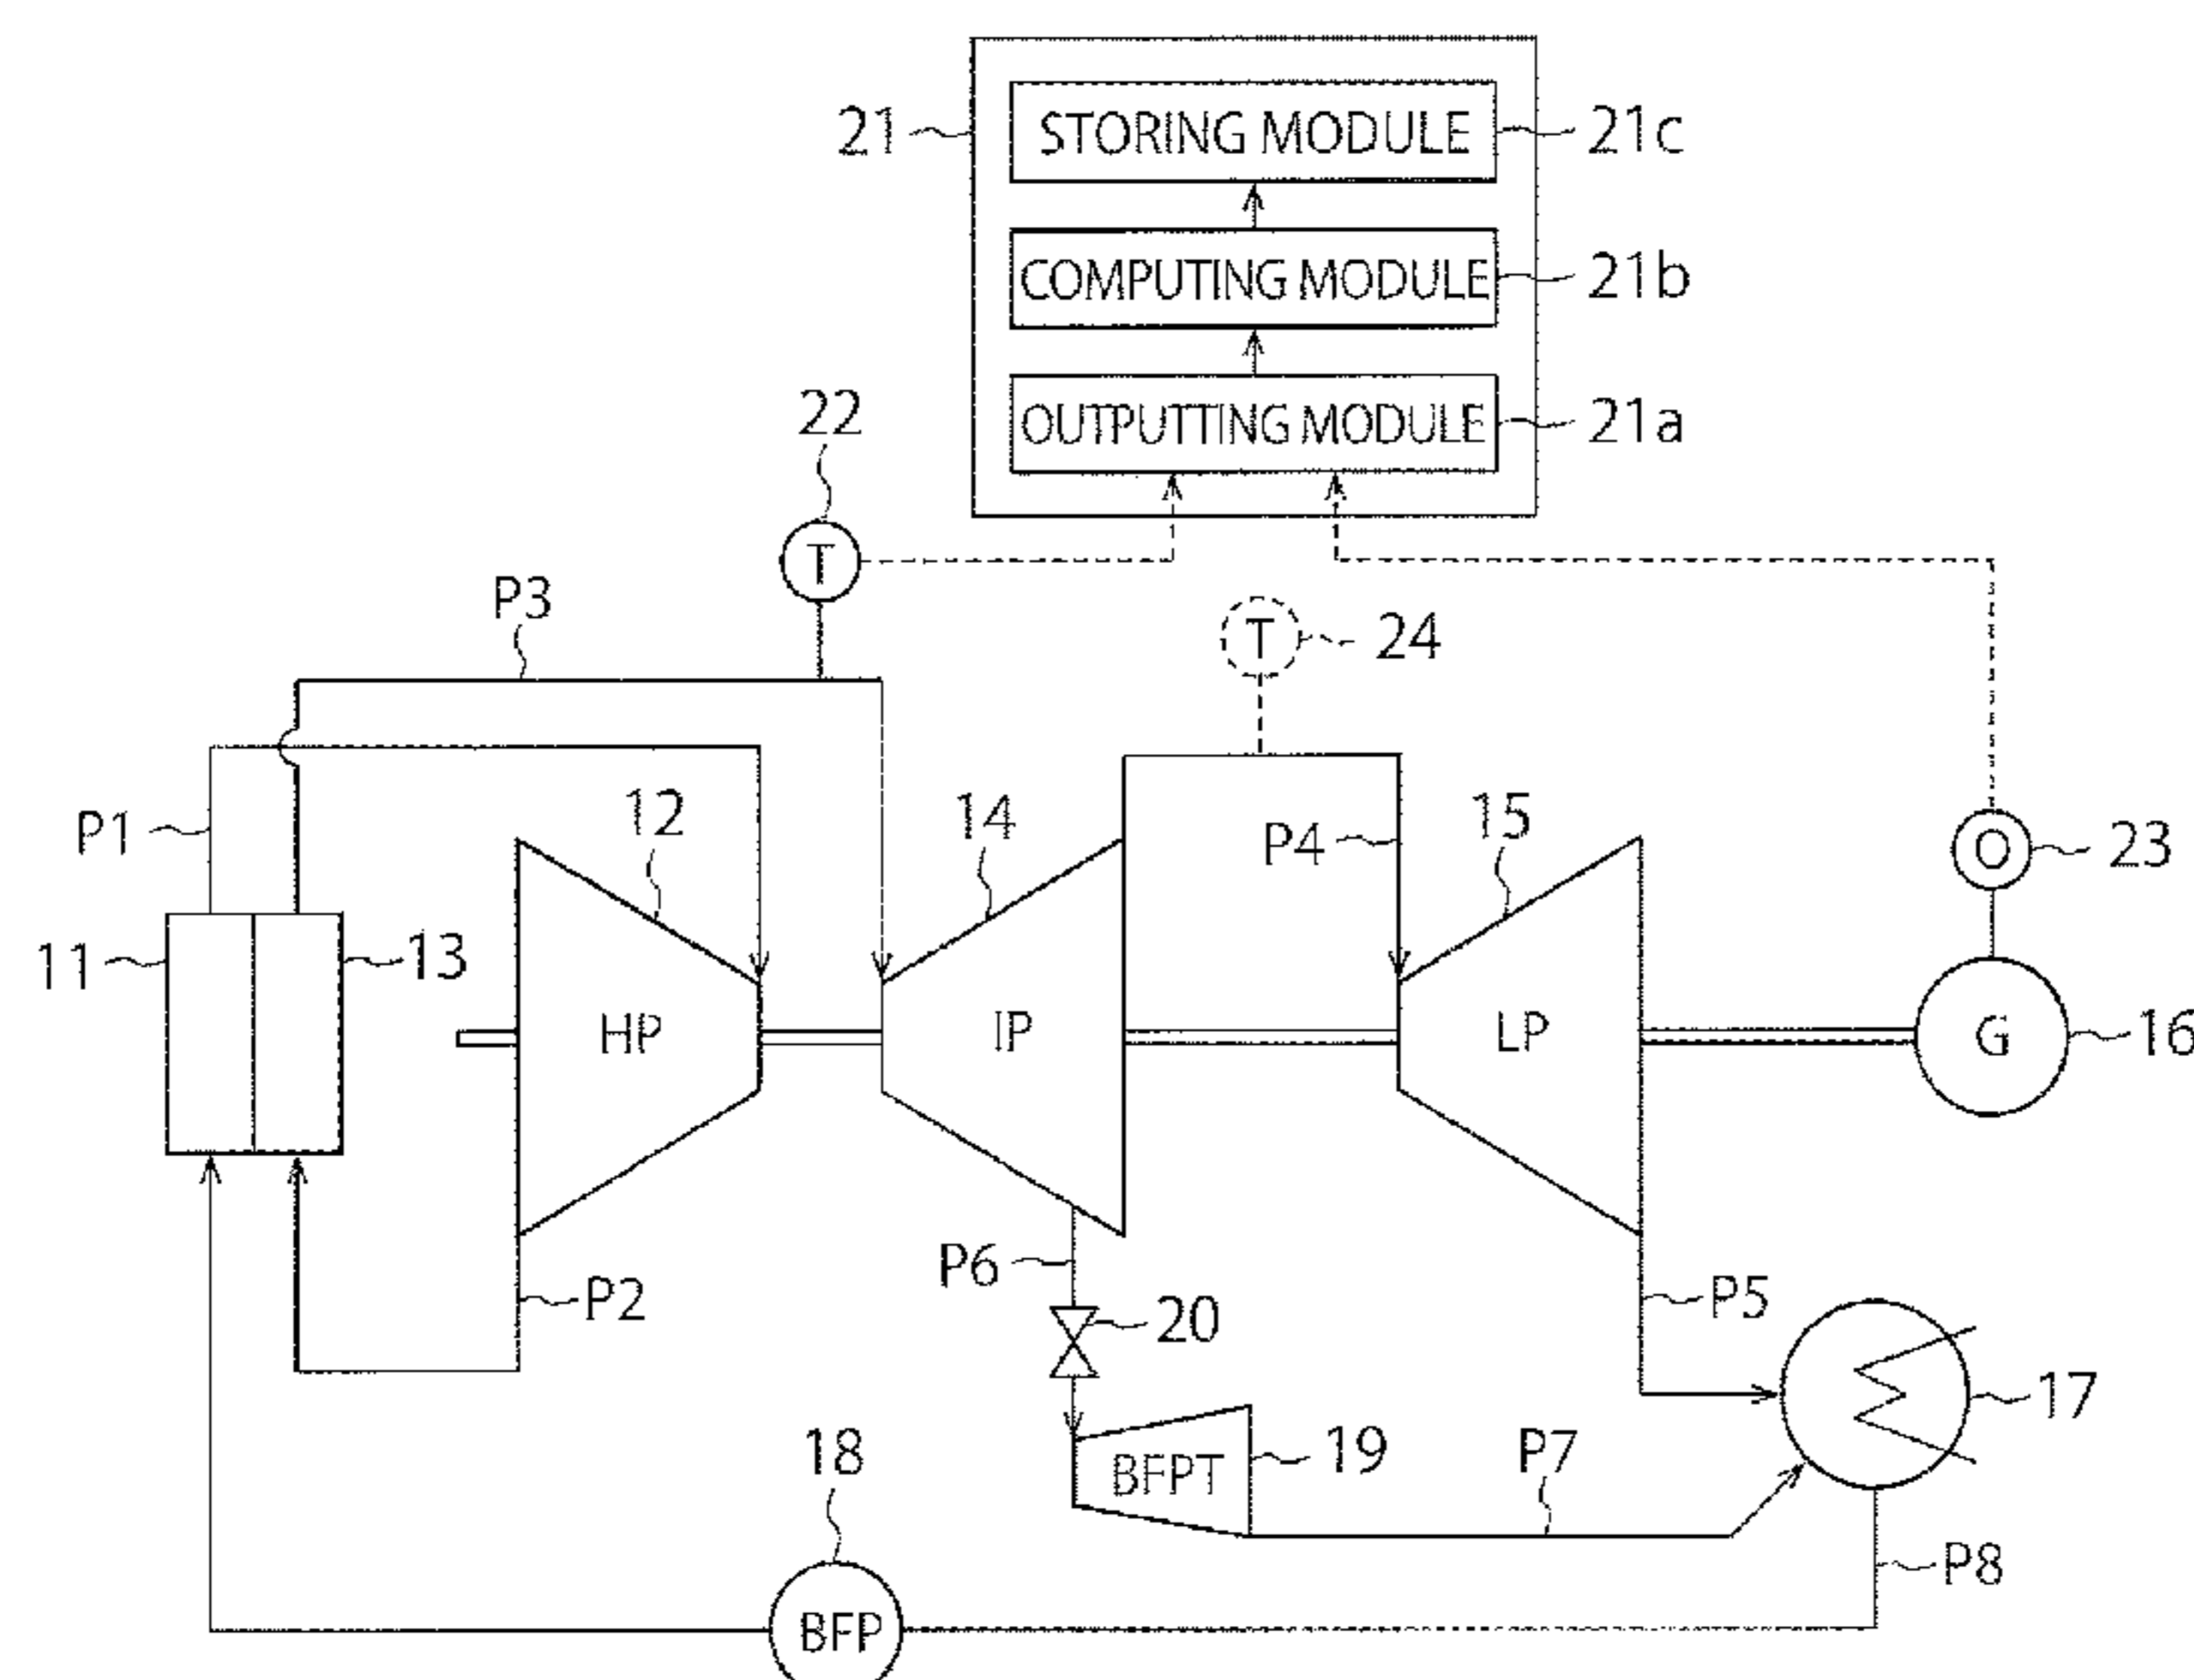 21
STORING MODULE
21c
COMPUTING MODULE
21b
OUTPUTTING MODULE
21a
22
T
P3
T
24
P1
12
14
P4
15
O
23
11
13
HP
IP
LP
G
16
P6
P2
20
P5
17
18
BFPT
19
P7
P8
BFP